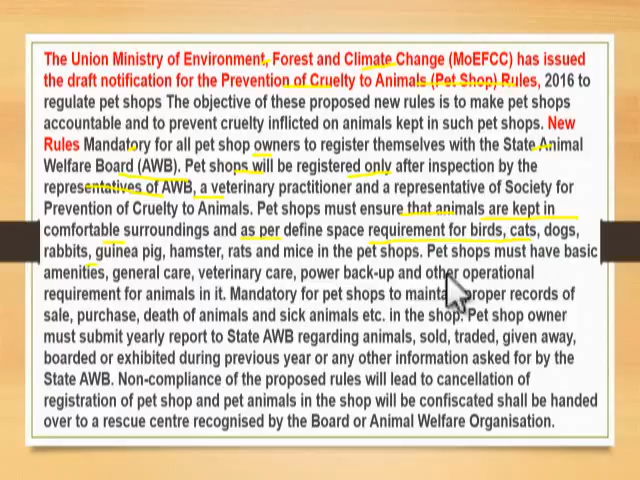 The Union Ministry of Environment, Forest and Climate Change (MoEFCC) has issued
the draft notification for the Prevention of Cruelty to Animals (Pet Shop) Rules, 2016 to
regulate pet shops The objective of these proposed new rules is to make pet shops
accountable and to prevent cruelty inflicted on animals kept in such pet shops. New
Rules Mandatory for all pet shop owners to register themselves with the State Animal
Welfare Board (AWB). Pet shops will be registered only after inspection by the
representatives of AWB, a veterinary practitioner and a representative of Society for
Prevention of Cruelty to Animals. Pet shops must ensure that animals are kept in
comfortable surroundings and as per define space requirement for birds, cats, dogs,
rabbits, guinea pig, hamster, rats and mice in the pet shops. Pet shops must have basic
amenities, general care, veterinary care, power back-up and other operational
requirement for animals in it. Mandatory for pet shops to maintain proper records of
sale, purchase, death of animals and sick animals etc. in the shop. Pet shop owner
must submit yearly report to State AWB regarding animals, sold, traded, given away,
boarded or exhibited during previous year or any other information asked for by the
State AWB. Non-compliance of the proposed rules will lead to cancellation of
registration of pet shop and pet animals in the shop will be confiscated shall be handed
over to a rescue centre recognised by the Board or Animal Welfare Organisation.